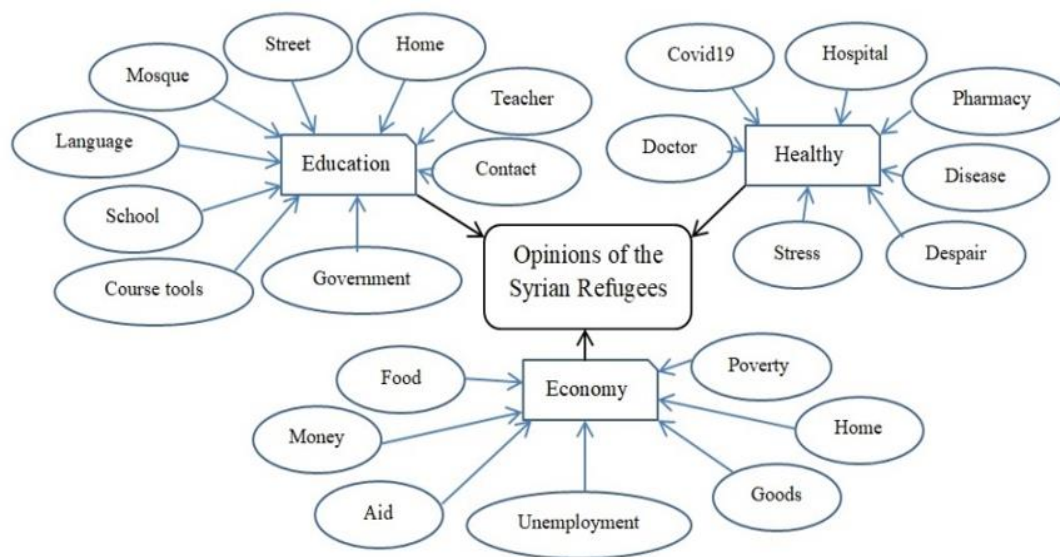 Street
Home
Mosque
Teacher
Language
Education
Contact
School
Course tools
Government
Covid19
Hospital
Pharmacy
Doctor
Healthy
Disease
Stress
Despair
Opinions of the
Syrian Refugees
Food
Economy
Poverty
Money
Home
Aid
Unemployment
Goods